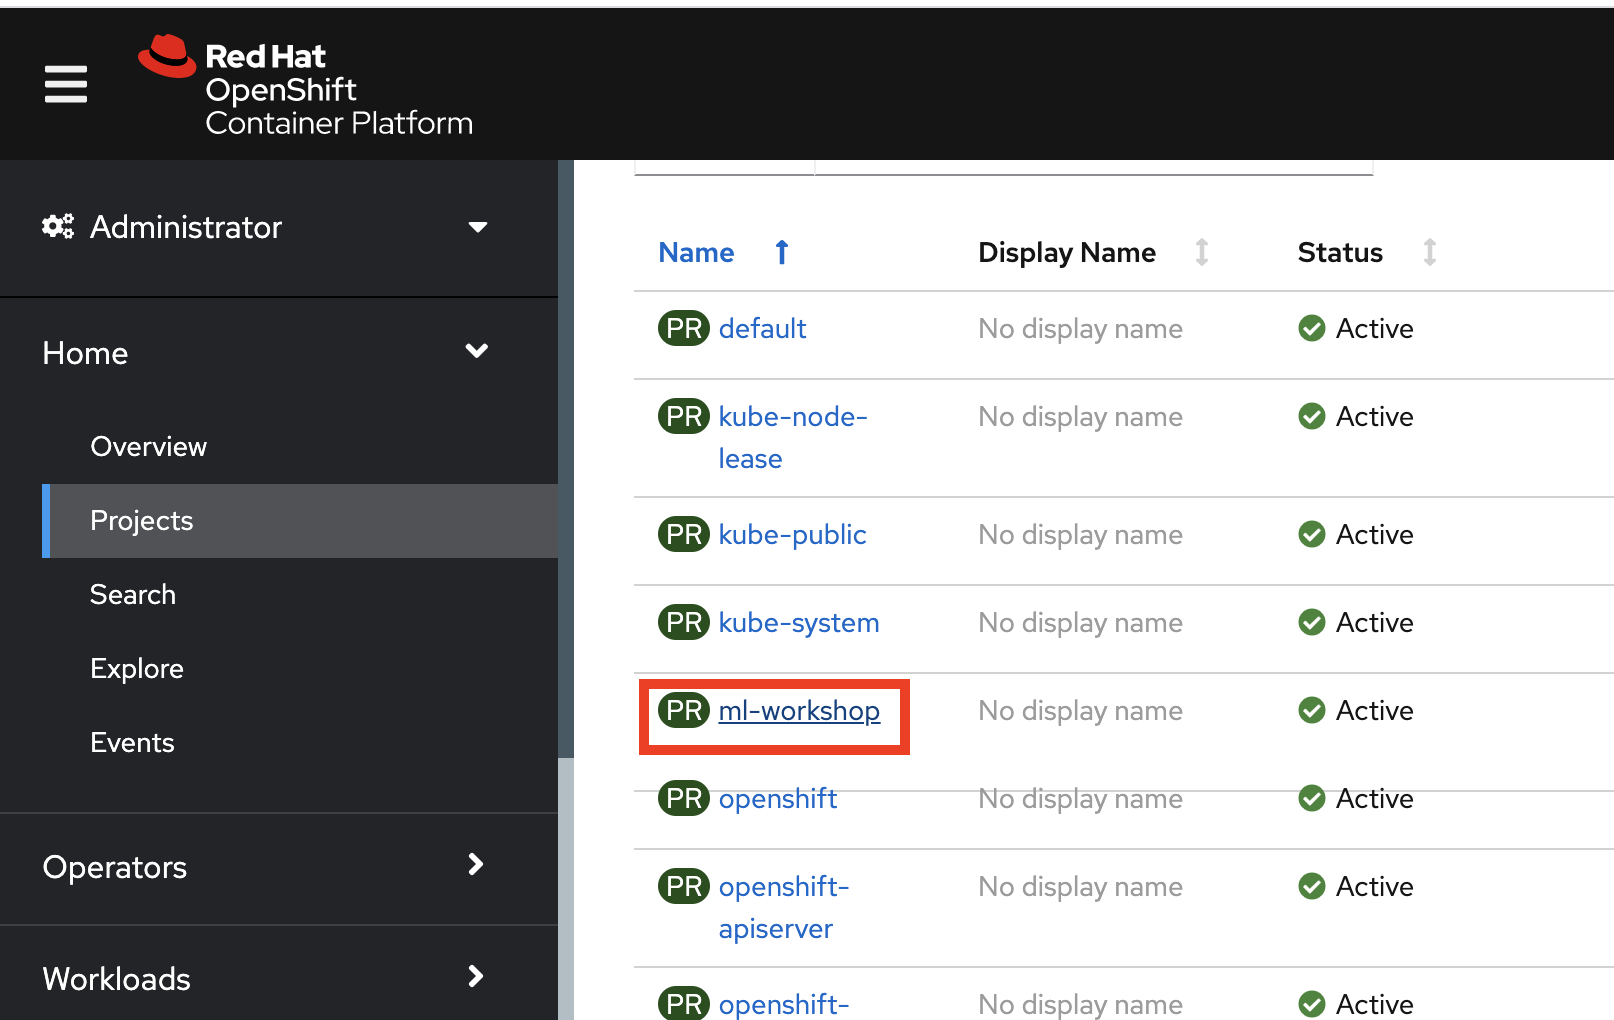 Red Hat
OpenShift
Container Platform
Administrator
Home
Overview
Projects
Search
Explore
Events
Operators
Workloads
Name Display Name Status
PR default No display name Active
PR kube-node- No display name Active
lease
PR kube-public No display name Active
PR kube-system No display name Active
PR ml-workshop No display name Active
PR openshift No display name Active
PR openshift- No display name Active
apiserver
PR openshift- No display name Active